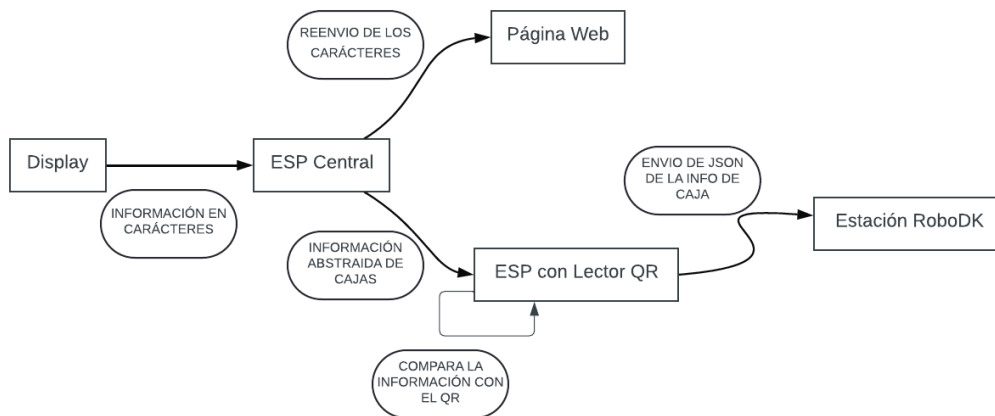 REENVIO DE LOS
CARÁCTERES
Página Web
Display
ESP Central
INFORMACIÓN EN
CARÁCTERES
INFORMACIÓN
ABSTRAIDA DE
CAJAS
ENVIO DE JSON
DE LA INFO DE
CAJA
Estación RoboDK
ESP con Lector QR
COMPARA LA
INFORMACIÓN CON
EL QR